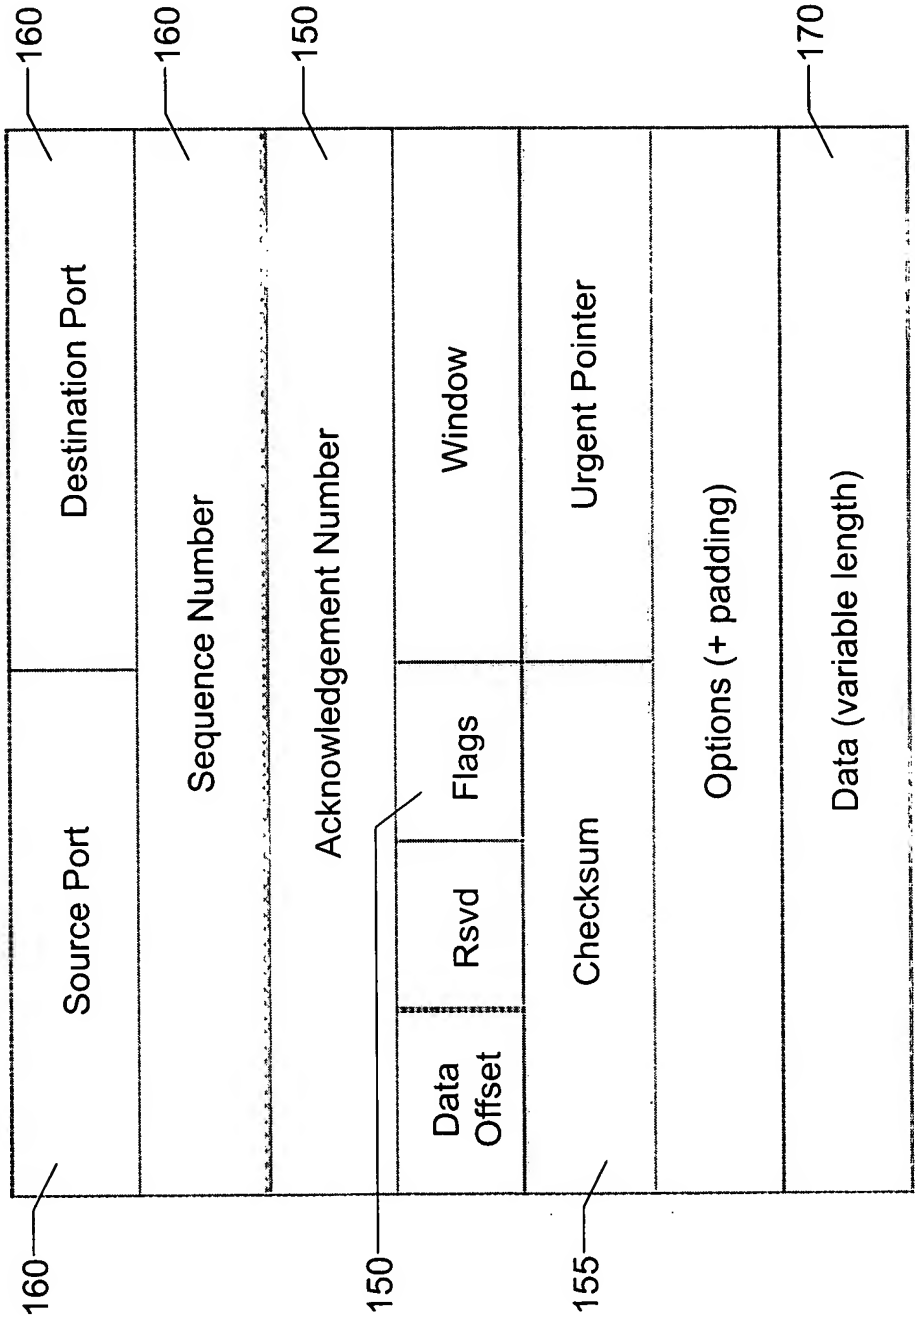 160
Source Port
Destination Port
160
Sequence Number
160
Acknowledgement Number
150
150
Data
Offset
Rsvd
Flags
Window
155
Checksum
Urgent Pointer
Options (+ padding)
Data (variable length)
170